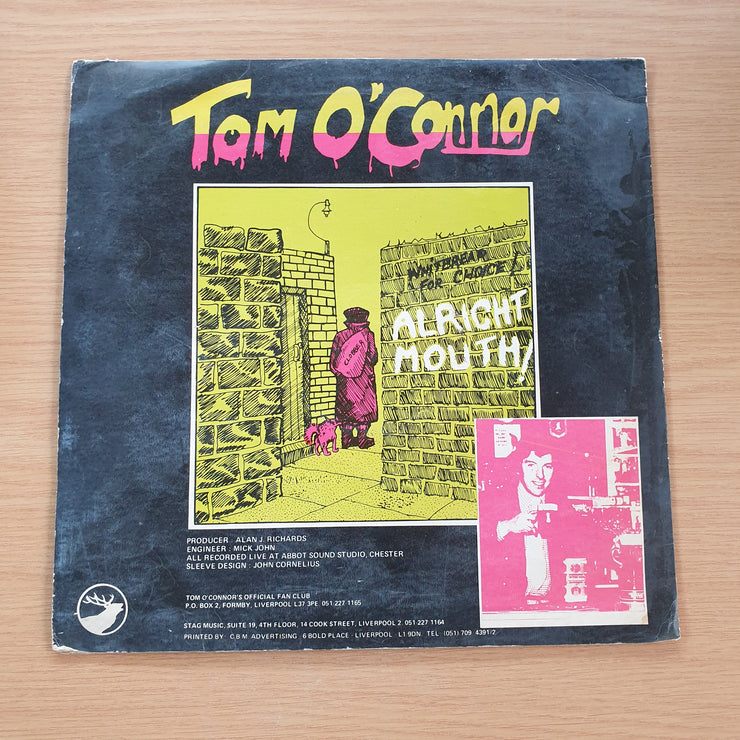 Tom O'Connor
WHITBREAR
FOR CHOICE!
ALRIGHT
MOUTH!
CLOBBER
PRODUCER : ALAN J. RICHARDS
ENGINEER : MICK JOHN
ALL RECORDED LIVE AT ABBOT SOUND STUDIO, CHESTER
SLEEVE DESIGN : JOHN CORNELIUS
TOM O'CONNOR'S OFFICIAL FAN CLUB
P.O. BOX 2, FORMBY, LIVERPOOL L37 3PE. 051 227 1165
STAG MUSIC, SUITE 19, 4TH FLOOR, 14 COOK STREET, LIVERPOOL 2. 051 227 1164
PRINTED BY : C.B.M. ADVERTISING · 6 BOLD PLACE · LIVERPOOL L1 9DN. TEL (051) 709 4391/2